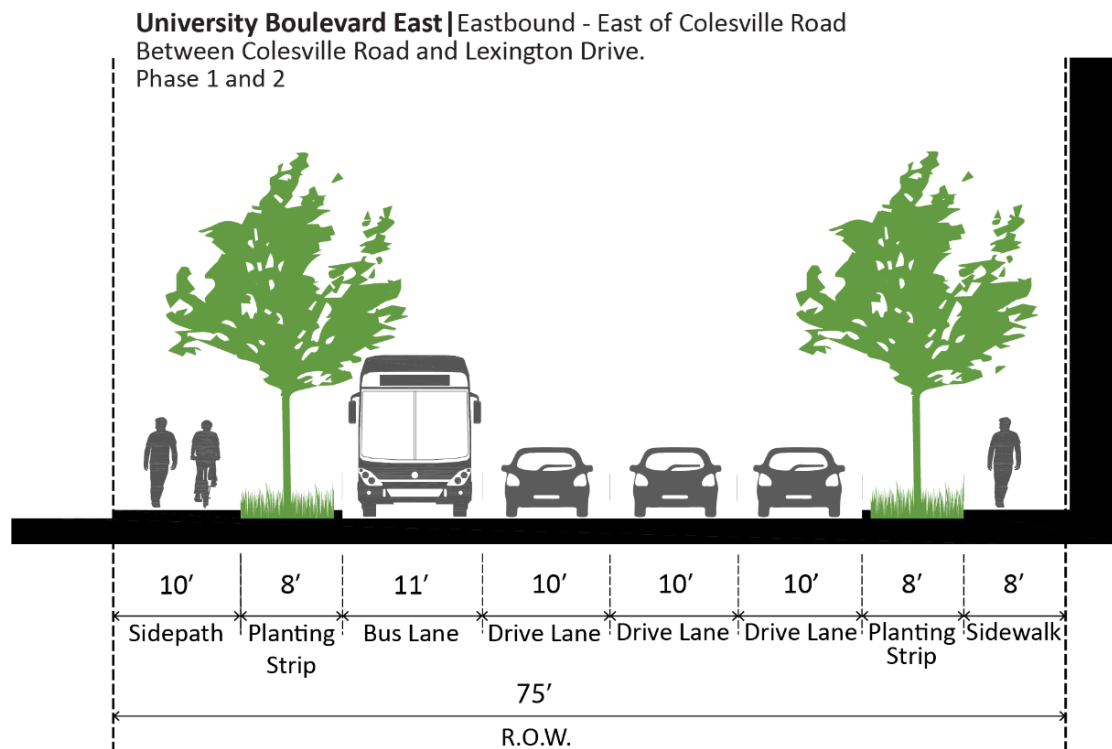 University Boulevard East|Eastbound - East of Colesville Road
Between Colesville Road and Lexington Drive.
Phase 1 and 2
10’ 8’ 11’ 10’ 10’ 10’ 8’ 8’
Sidepath Planting Bus Lane Drive Lane Drive Lane Drive Lane Planting Sidewalk
Strip Strip
75’
R.O.W.